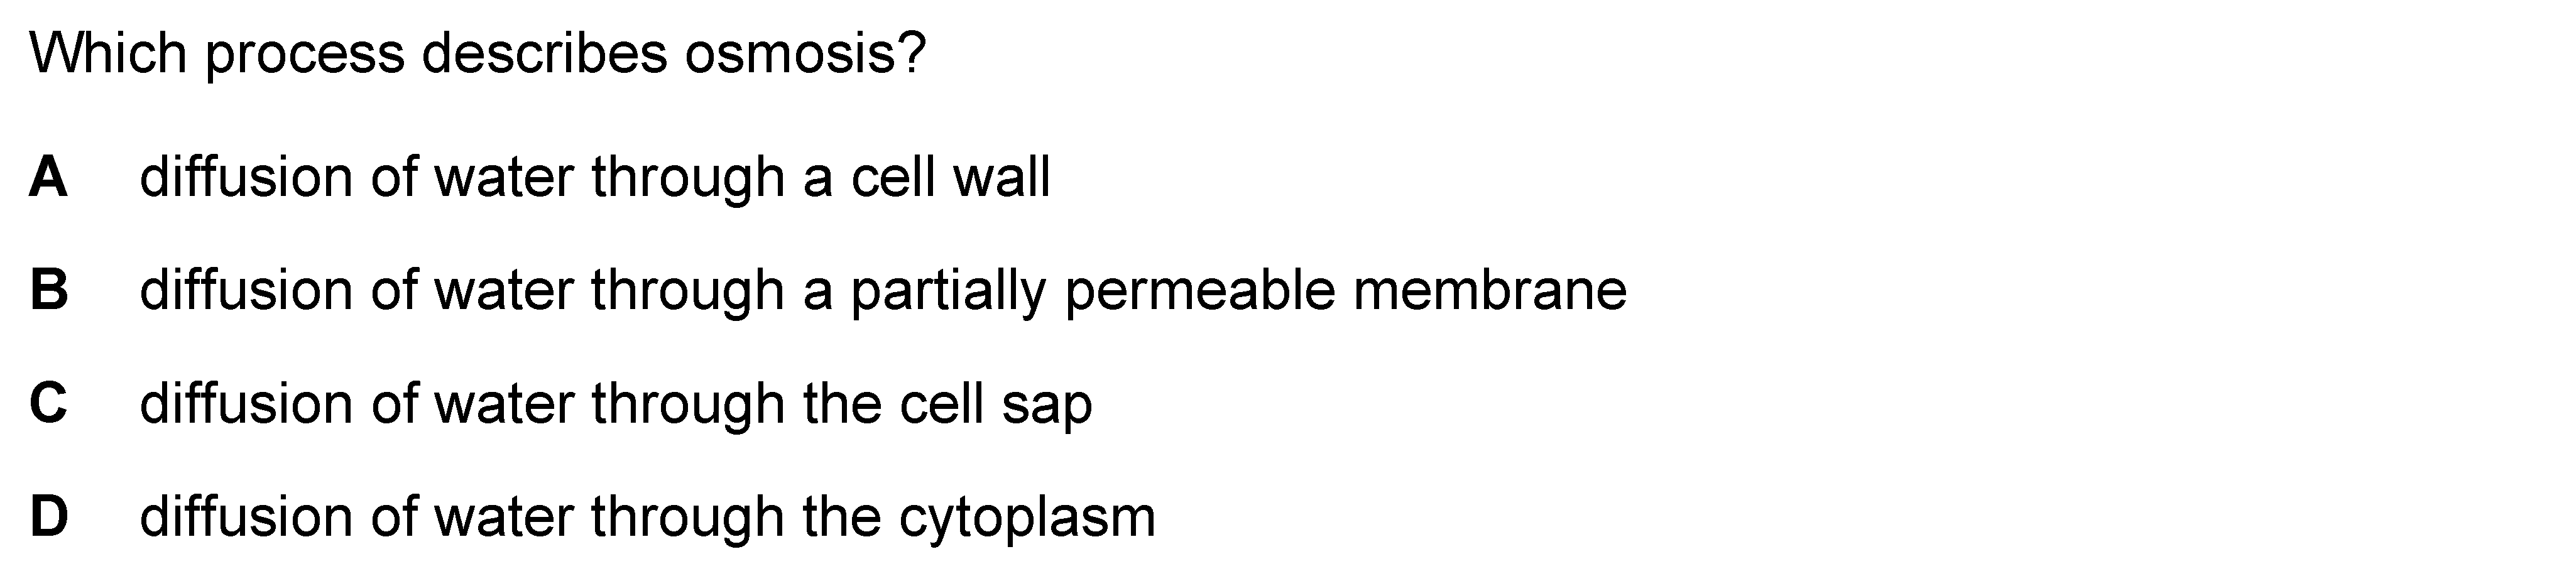 Which process describes osmosis?
A diffusion of water through a cell wall
B diffusion of water through a partially permeable membrane
C diffusion of water through the cell sap
D diffusion of water through the cytoplasm